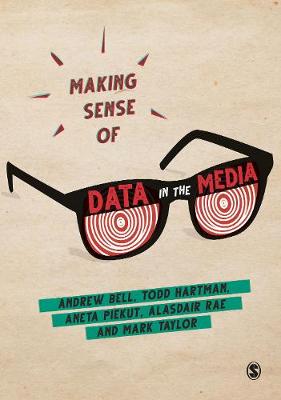 MAKING
SENSE
OF
DATA IN THE MEDIA
ANDREW BELL, TODD HARTMAN,
ANETA PIEKUT, ALASDAIR RAE
AND MARK TAYLOR
S